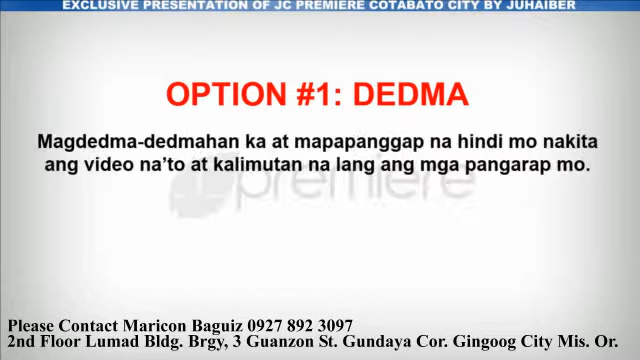 EXCLUSIVE PRESENTATION OF JC PREMIERE COTABATO CITY BY JUHAIBER
OPTION #1: DEDMA
Magdedma-dedmahan ka at mapapanggap na hindi mo nakita
ang video na'to at kalimutan na lang ang mga pangarap mo.
premiere
Please Contact Maricon Baguiz 0927 892 3097
2nd Floor Lumad Bldg. Brgy, 3 Guanzon St. Gundaya Cor. Gingoog City Mis. Or.